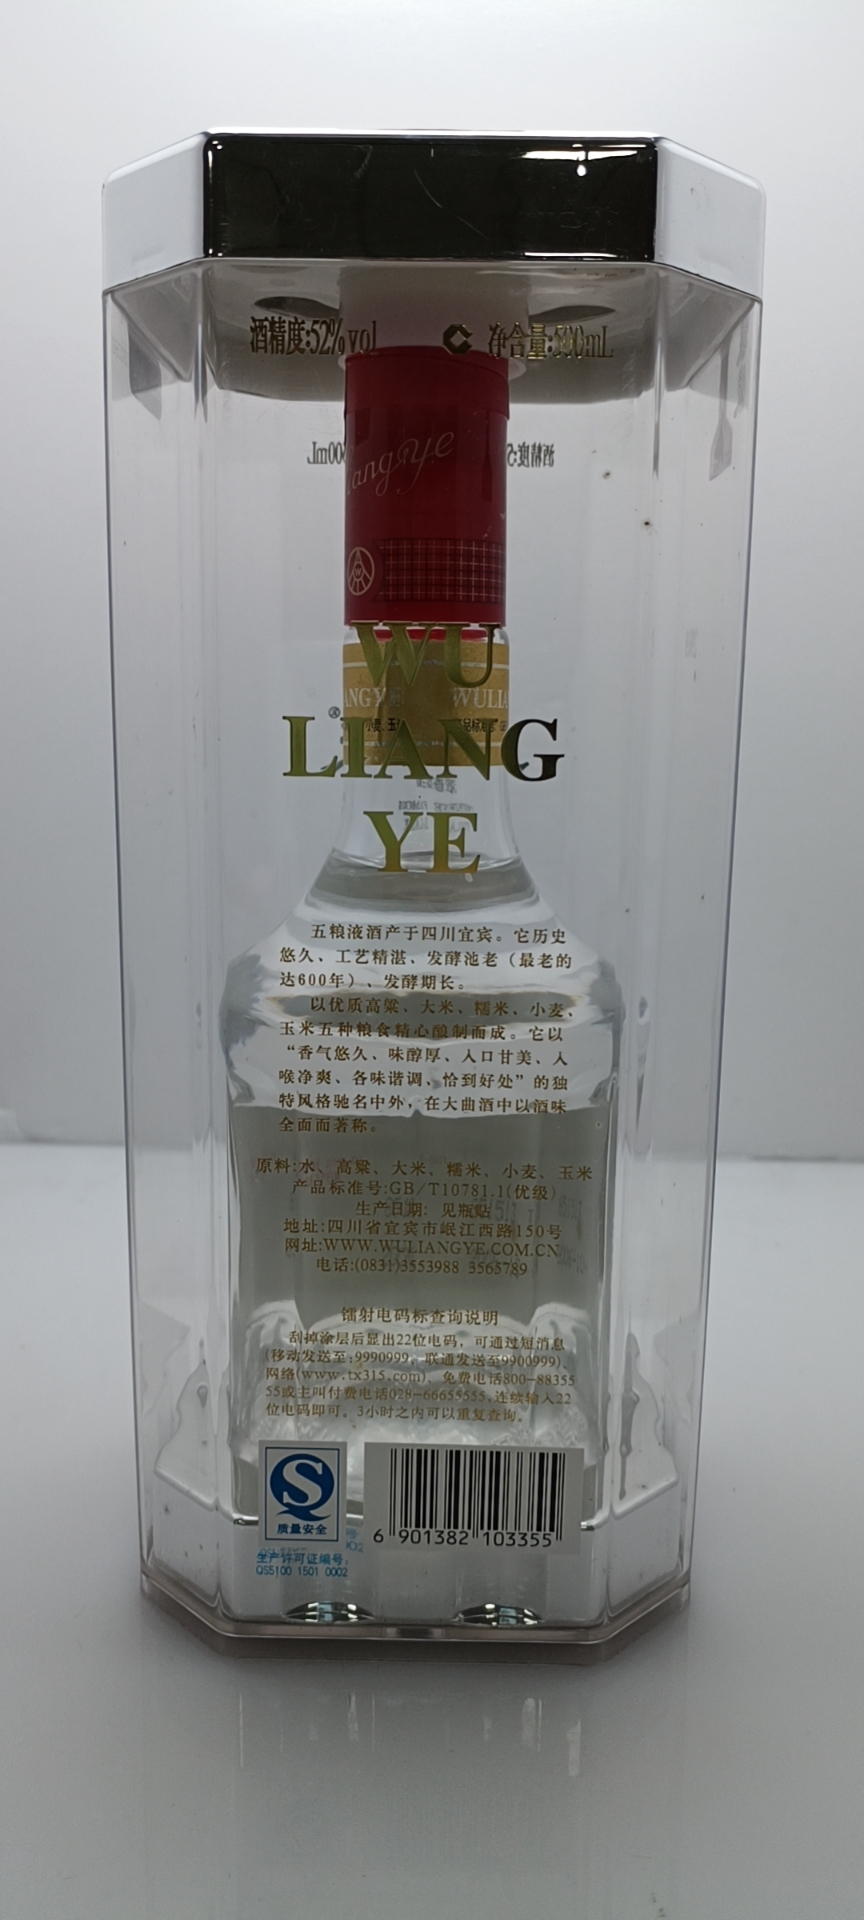 酒精度:52%vol
净含量:500mL
angye
WU
LIANG
YE
五粮液酒产于四川宜宾。它历史
悠久、工艺精湛、发酵池老（最老的
达600年）、发酵期长。
以优质高粱、大米、糯米、小麦、
玉米五种粮食精心酿制而成。它以
“香气悠久、味醇厚、入口甘美、入
喉净爽、各味谐调、恰到好处”的独
特风格驰名中外，在大曲酒中以酒味
全面而著称。
原料:水、高粱、大米、糯米、小麦、玉米
产品标准号:GB/T10781.1(优级)
生产日期: 见瓶贴
地址:四川省宜宾市岷江西路150号
网址:WWW.WULIANGYE.COM.CN
电话:(0831)3553988 3565789
镭射电码标查询说明
刮掉涂层后显出22位电码，可通过短消息
(移动发送至:9990999，联通发送至9900999)、
网络(www.tx315.com)、免费电话800-88355
55或主叫付费电话028-66655555,连续输入22
位电码即可。3小时之内可以重复查询。
质量安全
生产许可证编号:
QS5100 1501 0002
6 901382 103355